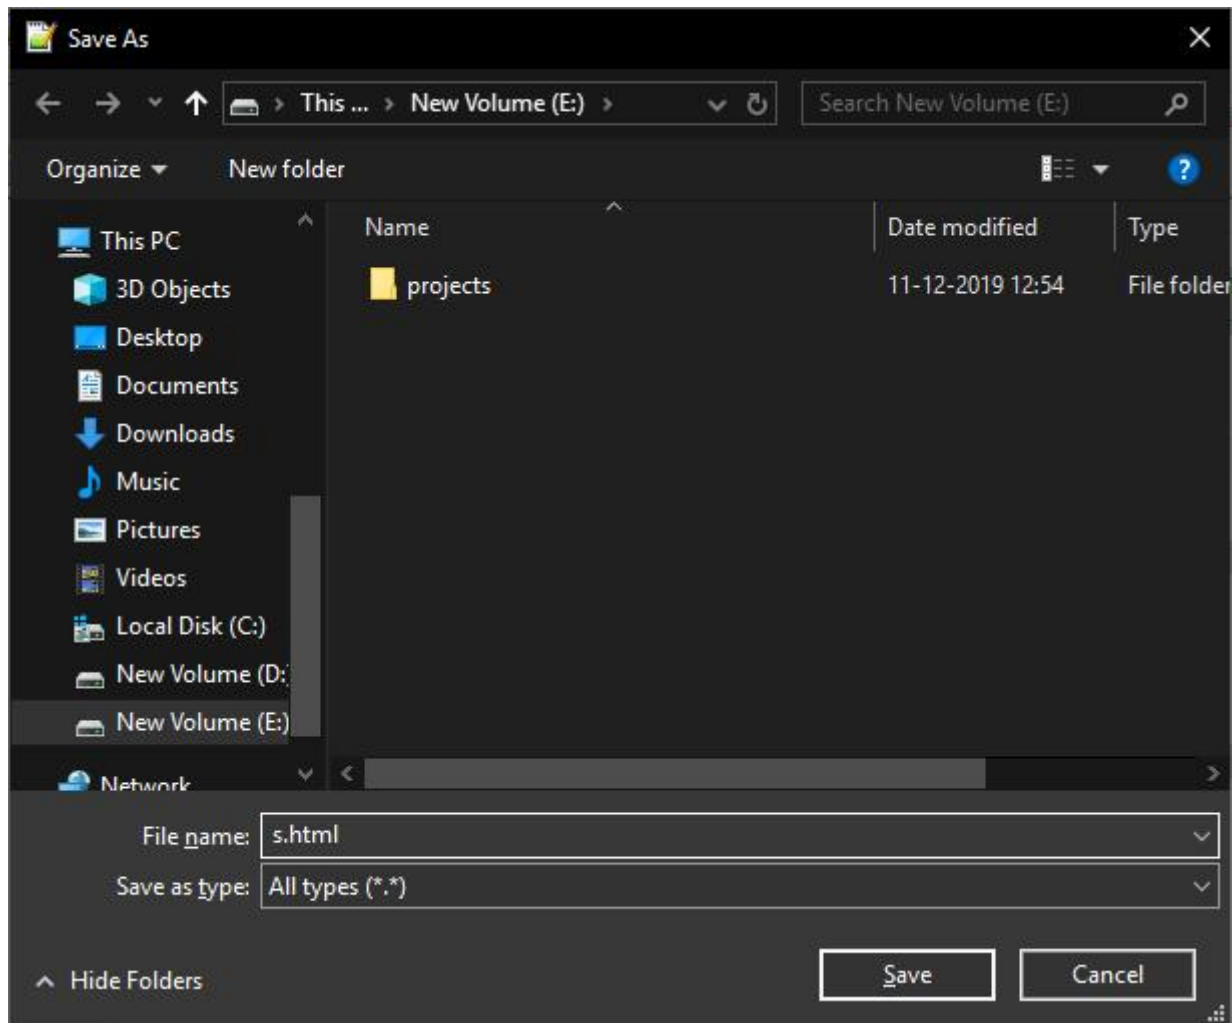 Save As
This ... New Volume (E:) Search New Volume (E:)
Organize New folder
Name Date modified Type
projects 11-12-2019 12:54 File folder
This PC
3D Objects
Desktop
Documents
Downloads
Music
Pictures
Videos
Local Disk (C:)
New Volume (D:
New Volume (E:)
Network
File name: s.html
Save as type: All types (*.*)
Hide Folders Save Cancel